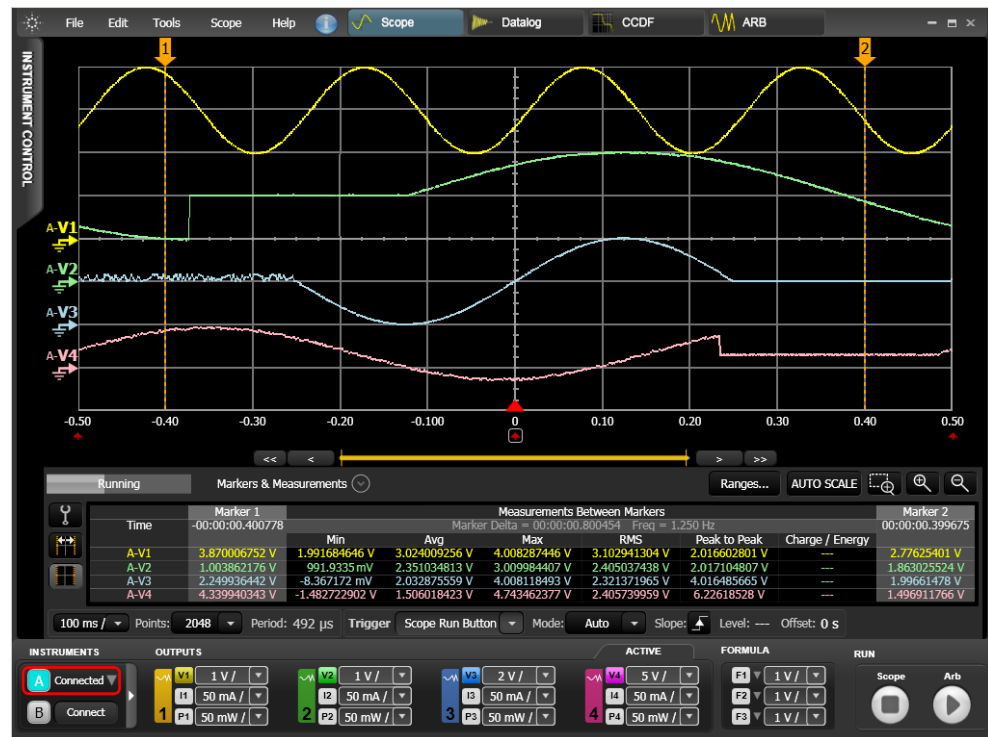 File Edit Tools Scope Help i Scope Datalog CCDF ARB
INSTRUMENT CONTROL
1 2
A-V1
A-V2
A-V3
A-V4
-0.50 -0.40 -0.30 -0.20 -0.100 0 0.10 0.20 0.30 0.40 0.50
<< < > >>
Running Markers & Measurements Ranges... AUTO SCALE
Marker 1 Measurements Between Markers Marker 2
Time -00:00:00.400778 Marker Delta = 00:00:00.800454 Freq = 1.250 Hz 00:00:00.399675
Min Avg Max RMS Peak to Peak Charge / Energy
A-V1 3.870006752 V 1.991684646 V 3.024009256 V 4.008287446 V 3.102941304 V 2.016602801 V --- 2.77625401 V
A-V2 1.003862176 V 991.9335 mV 2.351034813 V 3.009984407 V 2.405037438 V 2.017104807 V --- 1.863025524 V
A-V3 2.249936442 V -8.367172 mV 2.032875559 V 4.008118493 V 2.321371965 V 4.016485665 V --- 1.99661478 V
A-V4 4.339940343 V -1.482722902 V 1.506018423 V 4.743462377 V 2.405739959 V 6.22618528 V --- 1.496911766 V
100 ms / Points: 2048 Period: 492 µs Trigger Scope Run Button Mode: Auto Slope: Level: --- Offset: 0 s
INSTRUMENTS OUTPUTS ACTIVE FORMULA RUN
A Connected V1 1 V / V2 1 V / V3 2 V / V4 5 V / F1 1 V / Scope Arb
I1 50 mA / I2 50 mA / I3 50 mA / I4 50 mA / F2 1 V /
B Connect 1 P1 50 mW / 2 P2 50 mW / 3 P3 50 mW / 4 P4 50 mW / F3 1 V /